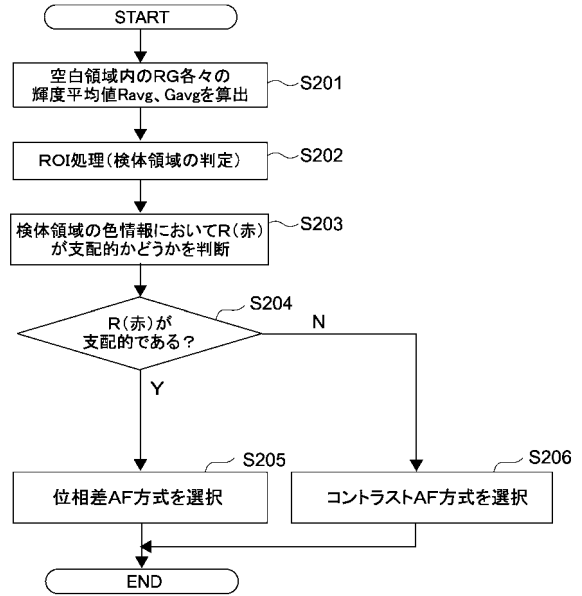 START
空白領域内のRG各々の
輝度平均値Ravg、Gavgを算出
S201
ROI処理(検体領域の判定)
S202
検体領域の色情報においてR(赤)
が支配的かどうかを判断
S203
S204
R(赤)が
支配的である?
N
Y
S205
位相差AF方式を選択
S206
コントラストAF方式を選択
END